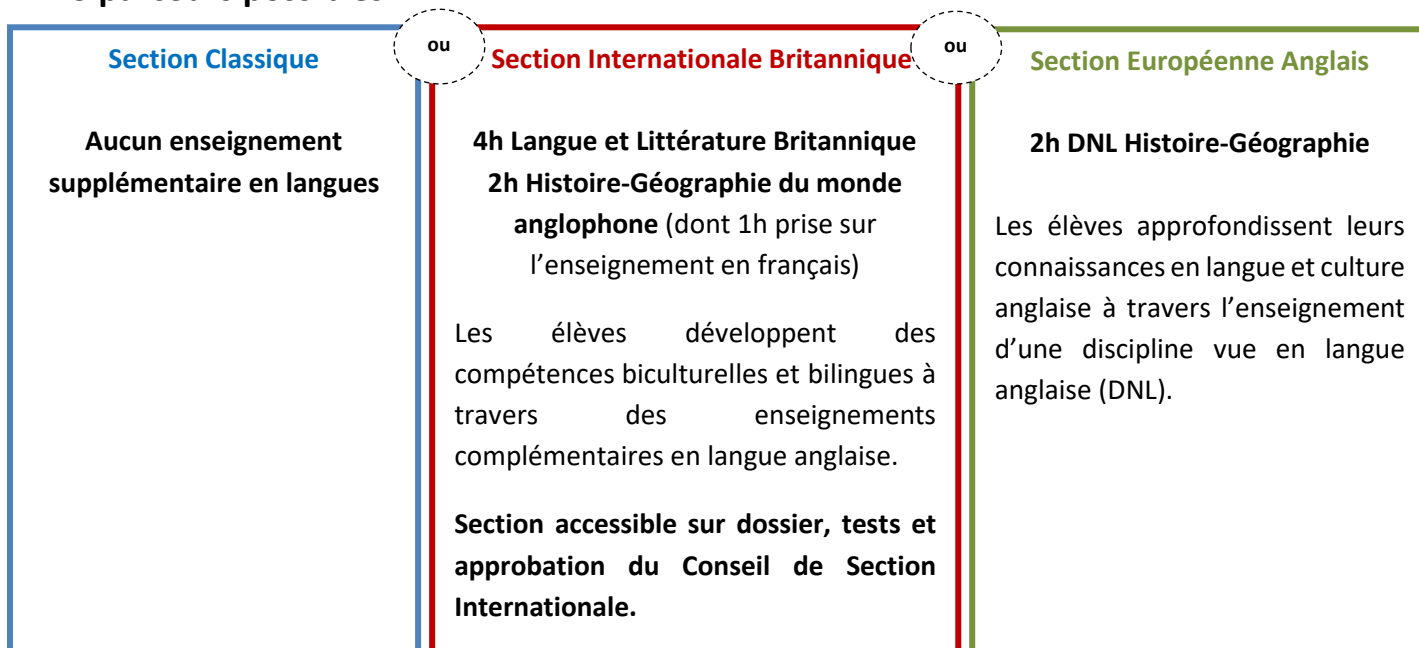 ou
ou
Section Classique
Aucun enseignement
supplémentaire en langues
Section Internationale Britannique
4h Langue et Littérature Britannique
2h Histoire-Géographie du monde
anglophone (dont 1h prise sur
l’enseignement en français)
Les élèves développent des
compétences biculturelles et bilingues à
travers des enseignements
complémentaires en langue anglaise.
Section accessible sur dossier, tests et
approbation du Conseil de Section
Internationale.
Section Européenne Anglais
2h DNL Histoire-Géographie
Les élèves approfondissent leurs
connaissances en langue et culture
anglaise à travers l’enseignement
d’une discipline vue en langue
anglaise (DNL).